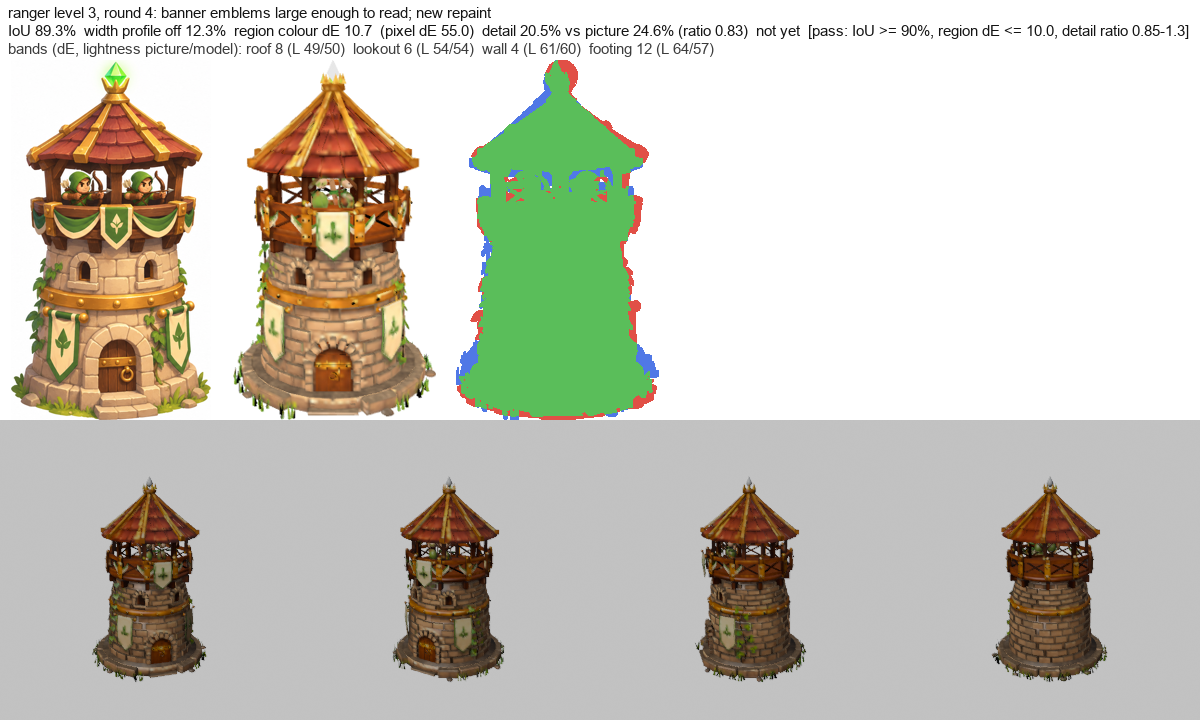 ranger level 3, round 4: banner emblems large enough to read; new repaint
IoU 89.3%  width profile off 12.3%  region colour dE 10.7  (pixel dE 55.0)  detail 20.5% vs picture 24.6% (ratio 0.83)  not yet  [pass: IoU >= 90%, region dE <= 10.0, detail ratio 0.85-1.3]
bands (dE, lightness picture/model): roof 8 (L 49/50)  lookout 6 (L 54/54)  wall 4 (L 61/60)  footing 12 (L 64/57)